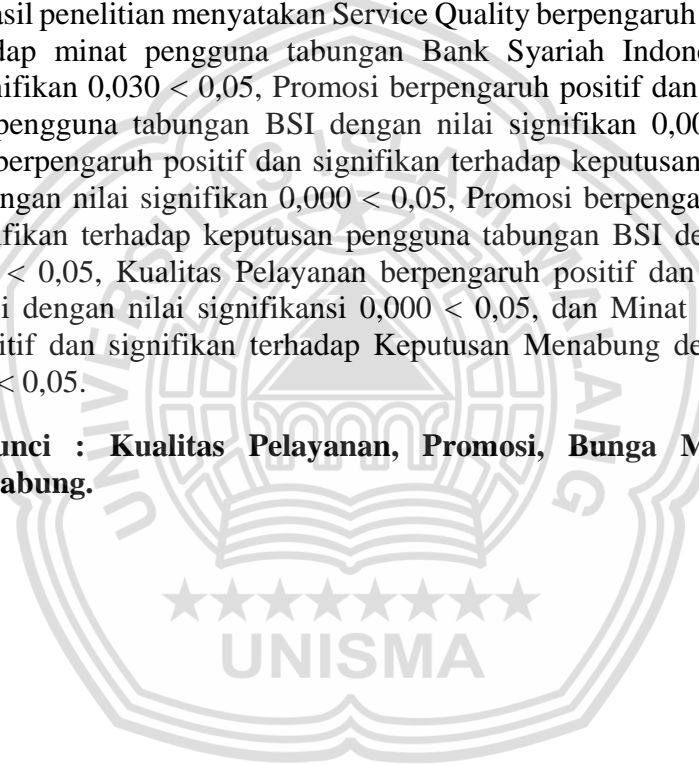 asil penelitian menyatakan Service Quality berpengaruh
dap minat pengguna tabungan Bank Syariah Indone
nifikan 0,030 < 0,05, Promosi berpengaruh positif dan
pengguna tabungan BSI dengan nilai signifikan 0,00
berpengaruh positif dan signifikan terhadap keputusan
ngan nilai signifikan 0,000 < 0,05, Promosi berpenga
ifikan terhadap keputusan pengguna tabungan BSI de
< 0,05, Kualitas Pelayanan berpengaruh positif dan
i dengan nilai signifikansi 0,000 < 0,05, dan Minat
itif dan signifikan terhadap Keputusan Menabung de
< 0,05.
unci : Kualitas Pelayanan, Promosi, Bunga M
abung.
UNIVERSITAS ISLAM MALANG
UNISMA